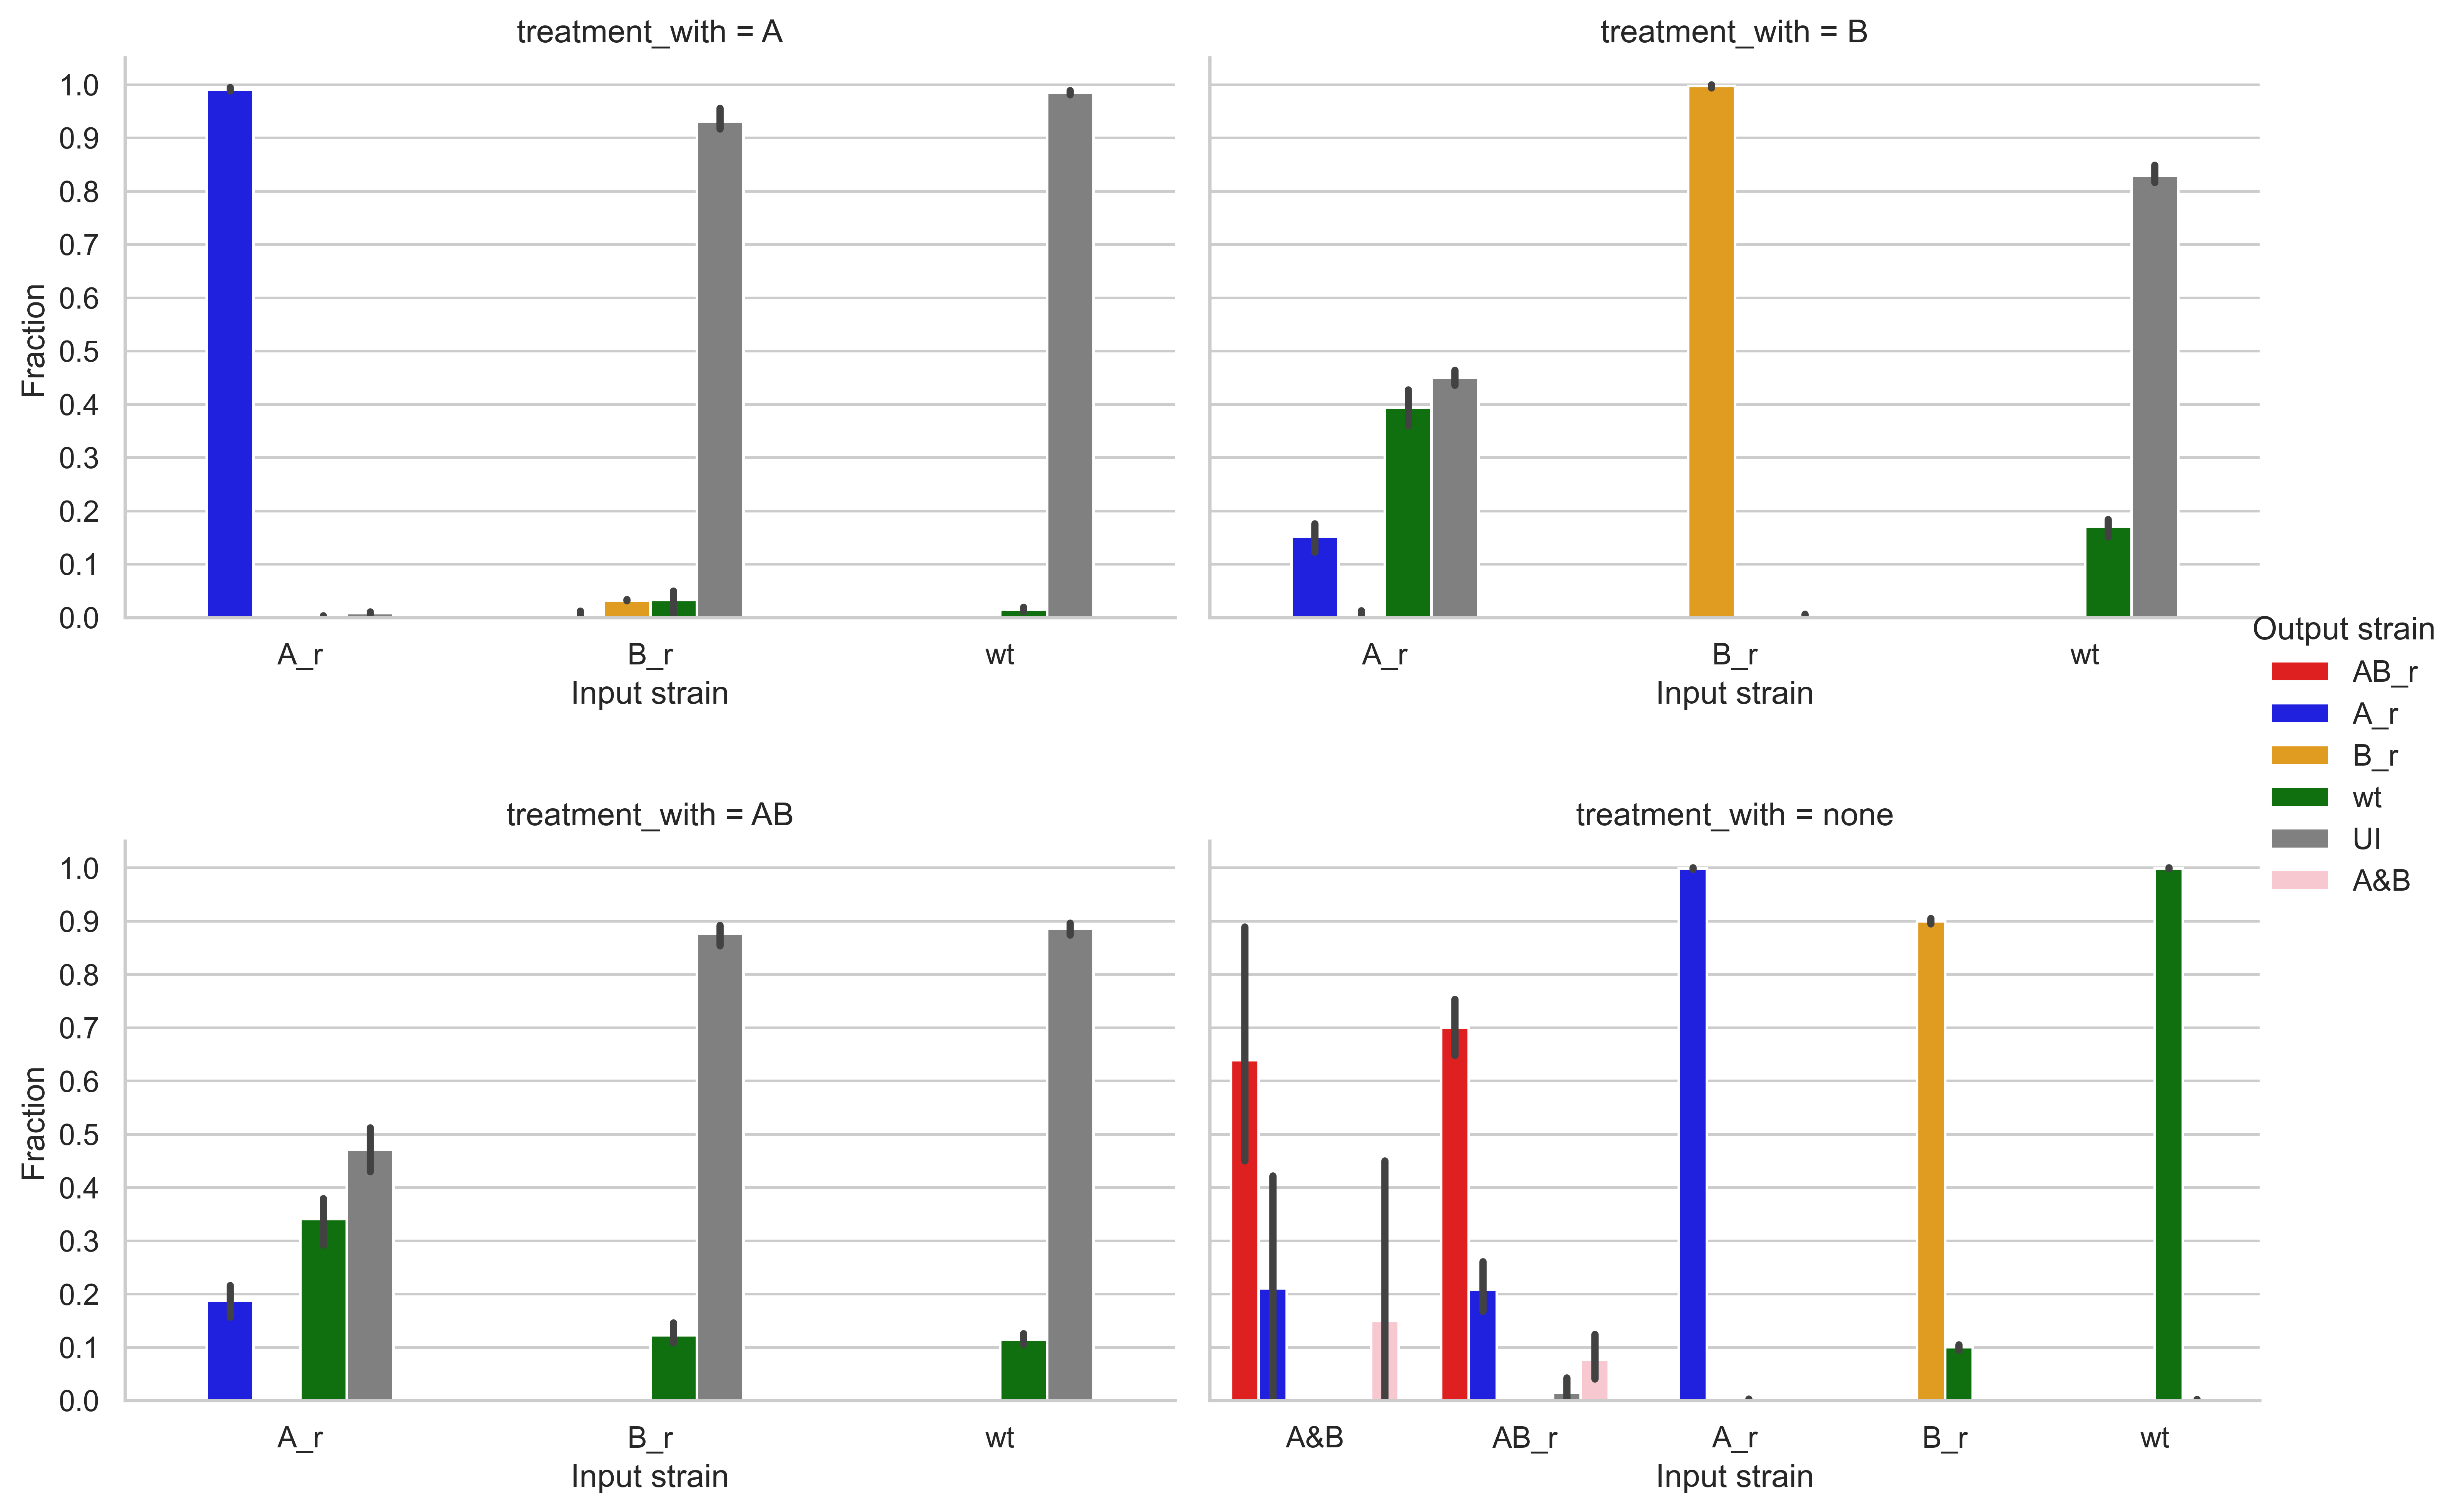 treatment_with = A
treatment_with = B
1.0
0.9
0.8
0.7
0.6
0.5
0.4
0.3
0.2
0.1
0.0
Fraction
A_r B_r wt
Input strain
A_r B_r wt
Input strain
treatment_with = AB
treatment_with = none
1.0
0.9
0.8
0.7
0.6
0.5
0.4
0.3
0.2
0.1
0.0
Fraction
A_r B_r wt
Input strain
A&B AB_r A_r B_r wt
Input strain
Output strain
AB_r
A_r
B_r
wt
UI
A&B